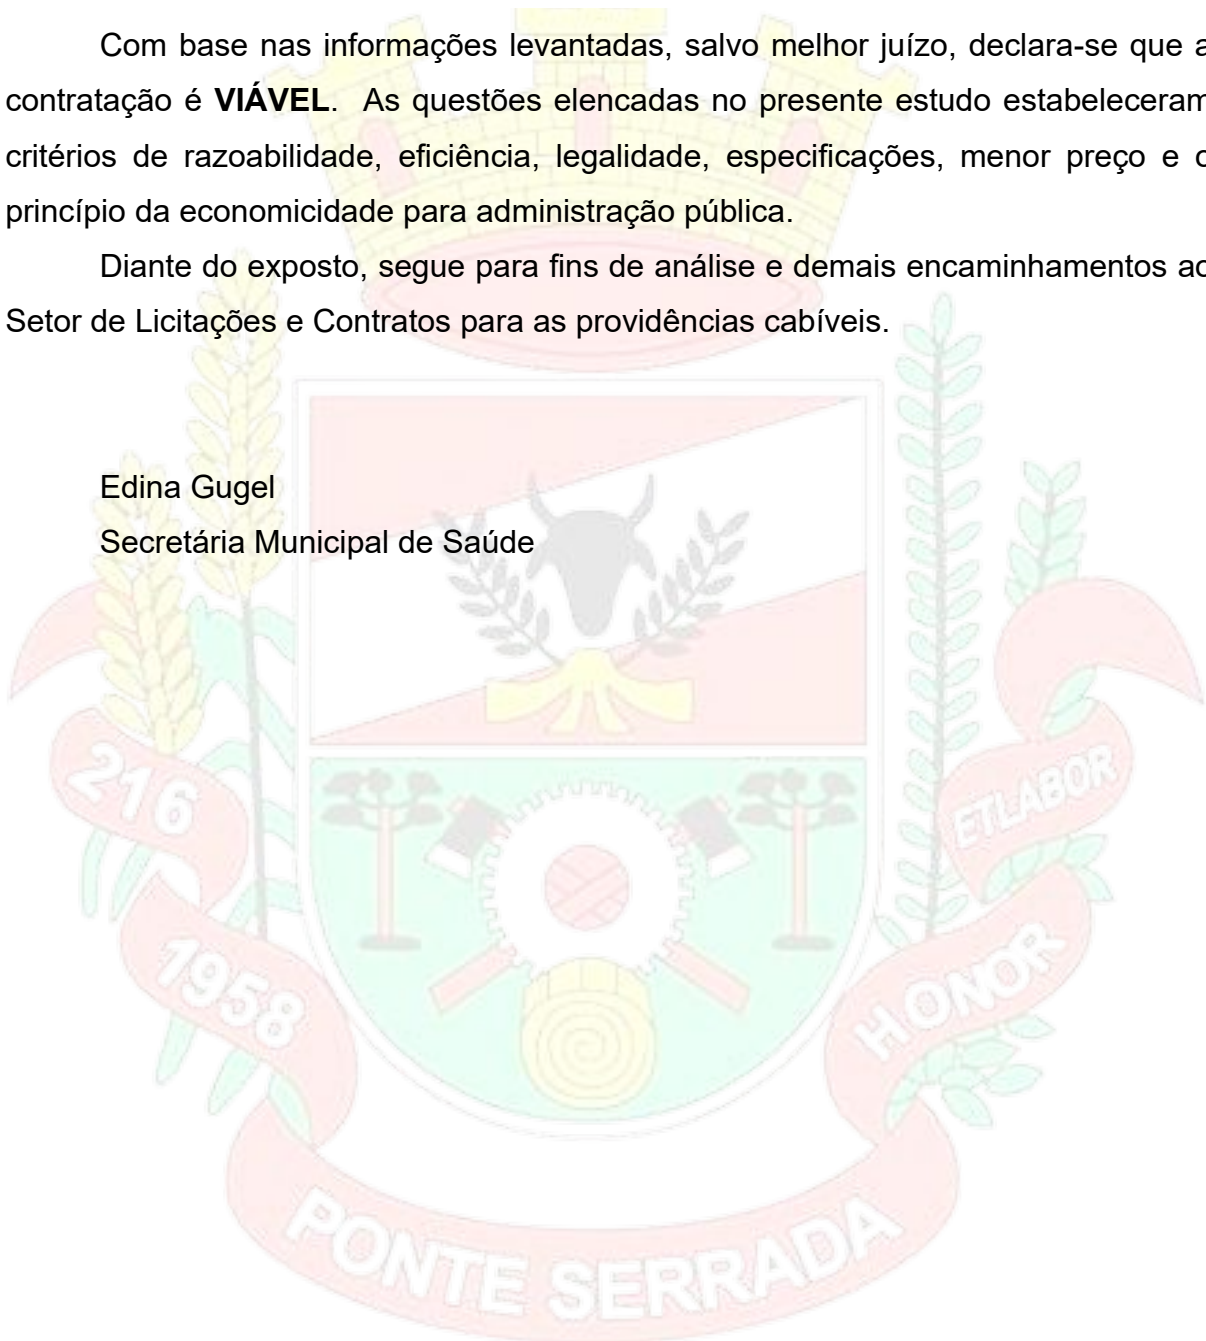 Com base nas informações levantadas, salvo melhor juízo, declara-se que a
contratação é VIÁVEL. As questões elencadas no presente estudo estabeleceram
critérios de razoabilidade, eficiência, legalidade, especificações, menor preço e o
princípio da economicidade para administração pública.
Diante do exposto, segue para fins de análise e demais encaminhamentos ao
Setor de Licitações e Contratos para as providências cabíveis.
Edina Gugel
Secretária Municipal de Saúde
216
1958
PONTE SERRADA
HONOR
ETLABOR